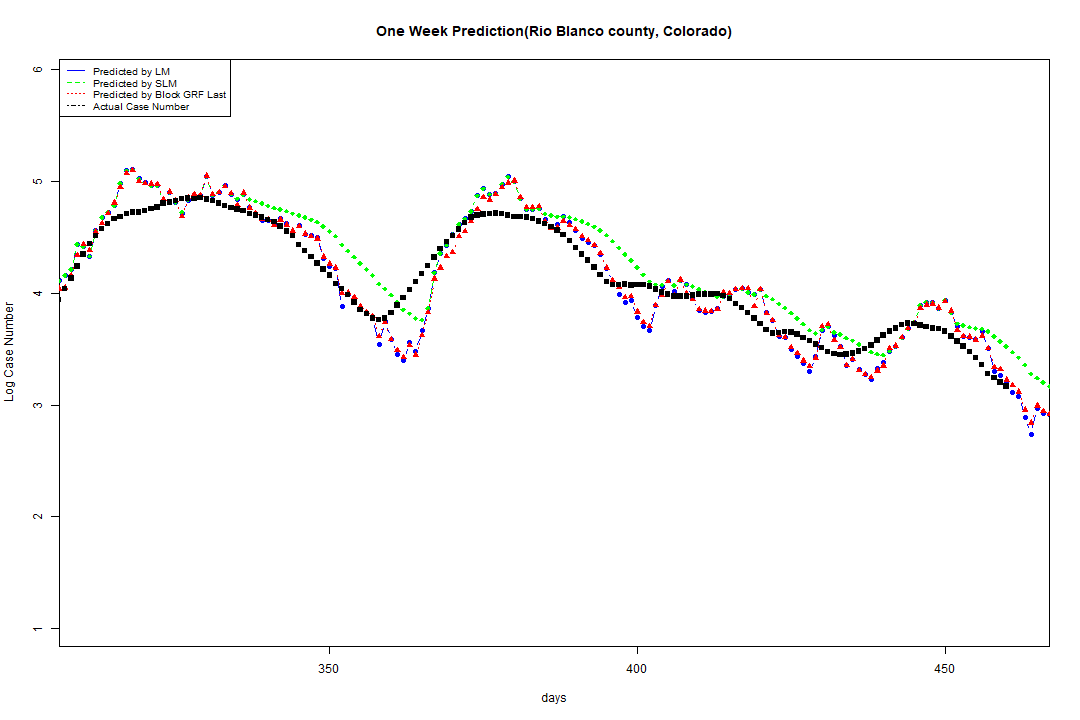 One Week Prediction(Rio Blanco county, Colorado)
Predicted by LM
Predicted by SLM
Predicted by Block GRF Last
Actual Case Number
6
5
4
3
2
1
Log Case Number
350
400
450
days